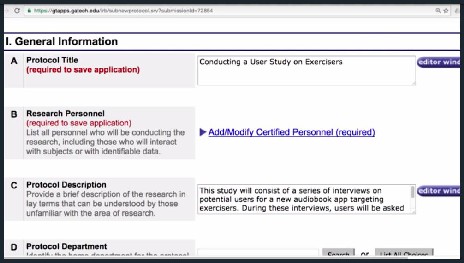 https://gtapps.gatech.edu/irb/subnewprotocol.srv?submissionid=72864
I. General Information
A Protocol Title
(required to save application)
Conducting a User Study on Exercisers
editor wind
B Research Personnel
(required to save application)
List all personnel who will be conducting the
research, including those who will interact
with subjects or with identifiable data.
Add/Modify Certified Personnel (required)
C Protocol Description
Provide a brief description of the research in
lay terms that can be understood by those
unfamiliar with the area of research.
This study will consist of a series of interviews on
potential users for a new audiobook app targeting
exercisers. During these interviews, users will be asked
editor wind
D Protocol Department
Identify the home department for the protocol
Search or List All Choices